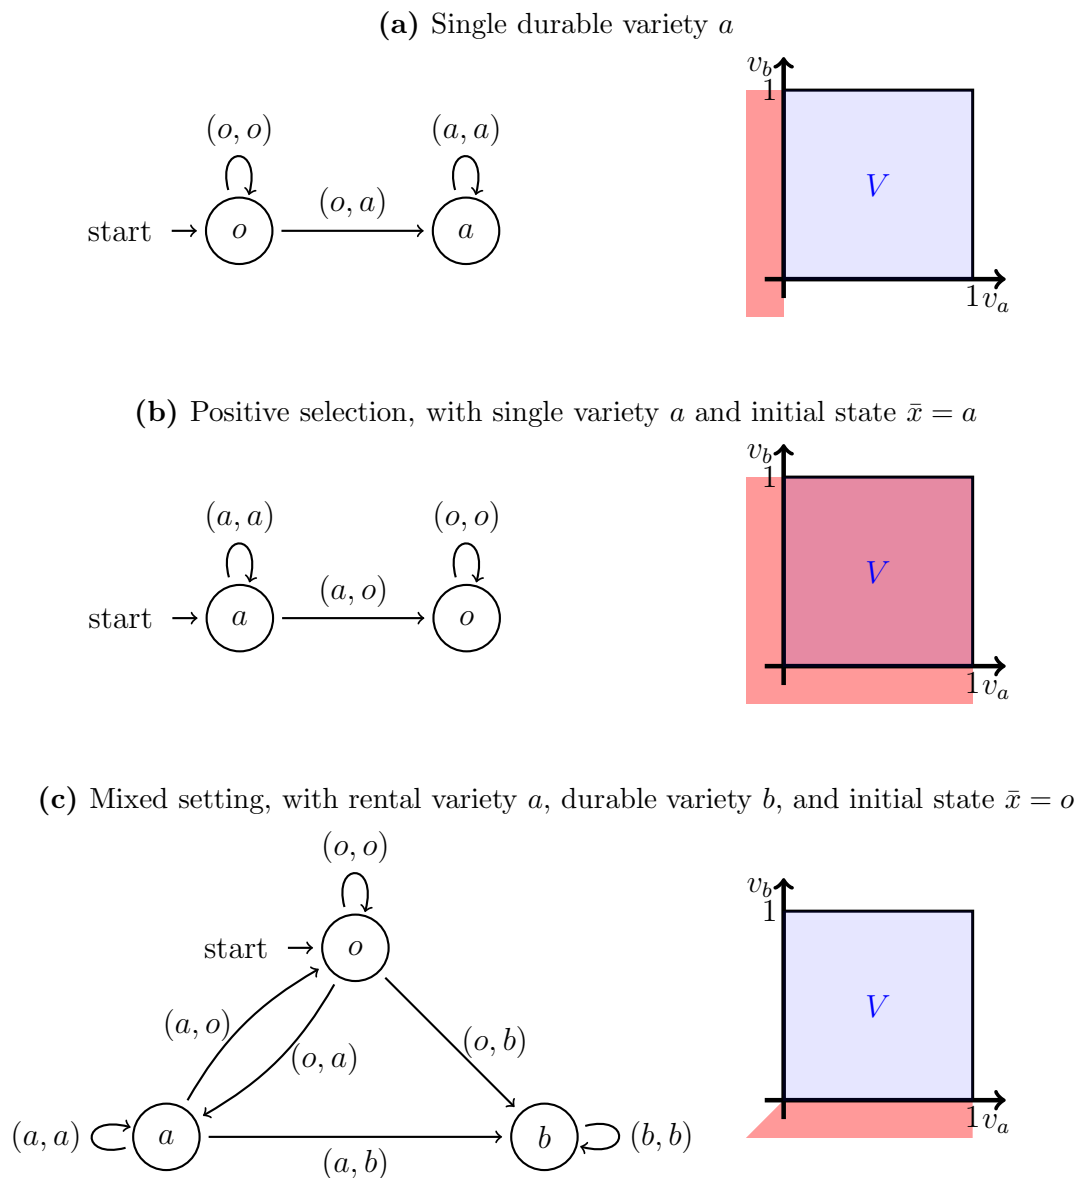 (a) Single durable variety a
v_b
1
(o, o)
(a, a)
V
(o, a)
start
o
a
1
v_a
(b) Positive selection, with single variety a and initial state x̄ = a
v_b
1
(a, a)
(o, o)
V
(a, o)
start
a
o
1
v_a
(c) Mixed setting, with rental variety a, durable variety b, and initial state x̄ = o
(o, o)
v_b
1
start
o
V
(a, o)
(o, a)
(o, b)
1
v_a
(a, a)
a
(a, b)
b
(b, b)